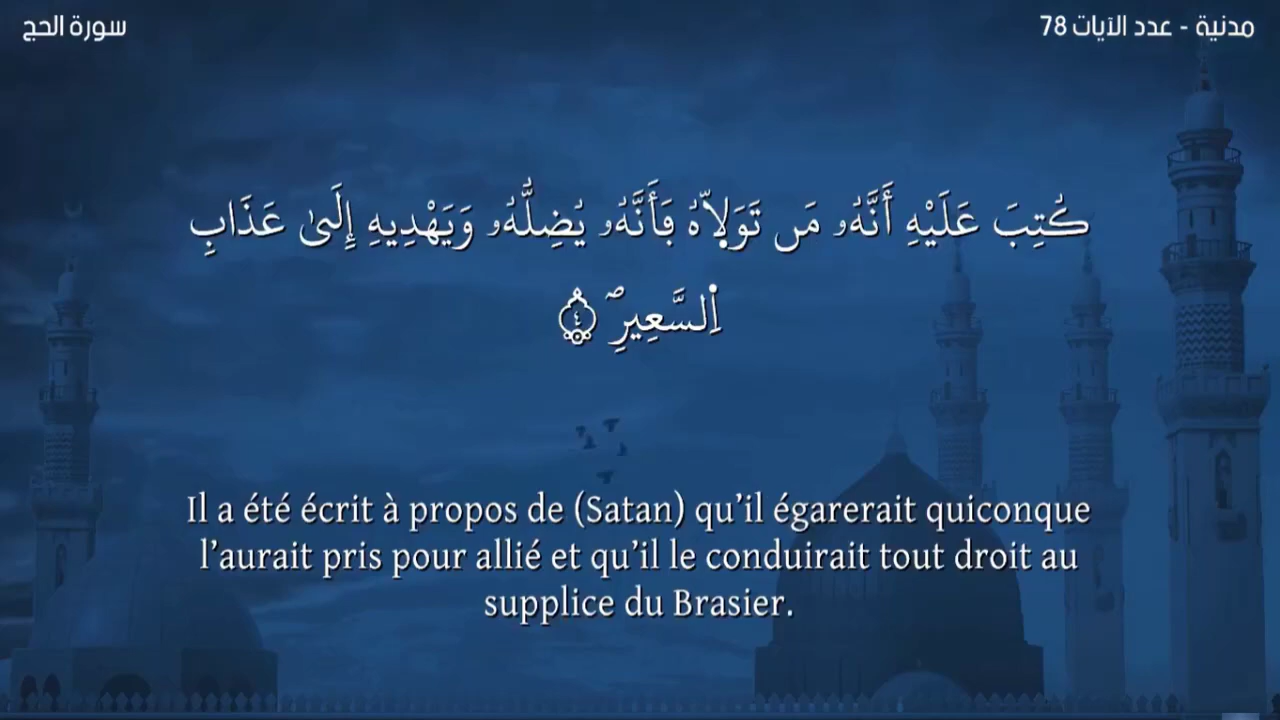 سورة الحج
مدنية - عدد الآيات 78
كُتِبَ عَلَيْهِ أَنَّهُۥ مَن تَوَلَّاهُ فَأَنَّهُۥ يُضِلُّهُۥ وَيَهْدِيهِ إِلَىٰ عَذَابِ
اِ۬لسَّعِيرِۖ ٤
Il a été écrit à propos de (Satan) qu’il égarerait quiconque
l’aurait pris pour allié et qu’il le conduirait tout droit au
supplice du Brasier.